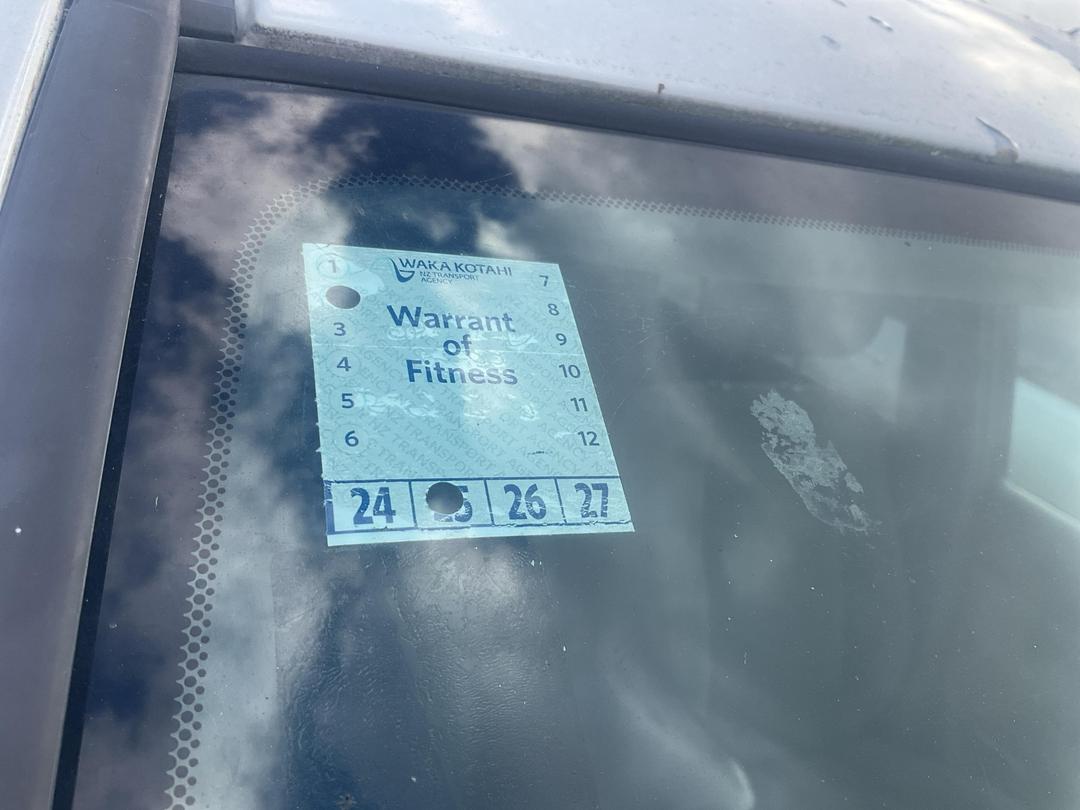 WAKA KOTAHI
NZ TRANSPORT
AGENCY
Warrant
of
Fitness
1
3
4
5
6
7
8
9
10
11
12
24 25 26 27